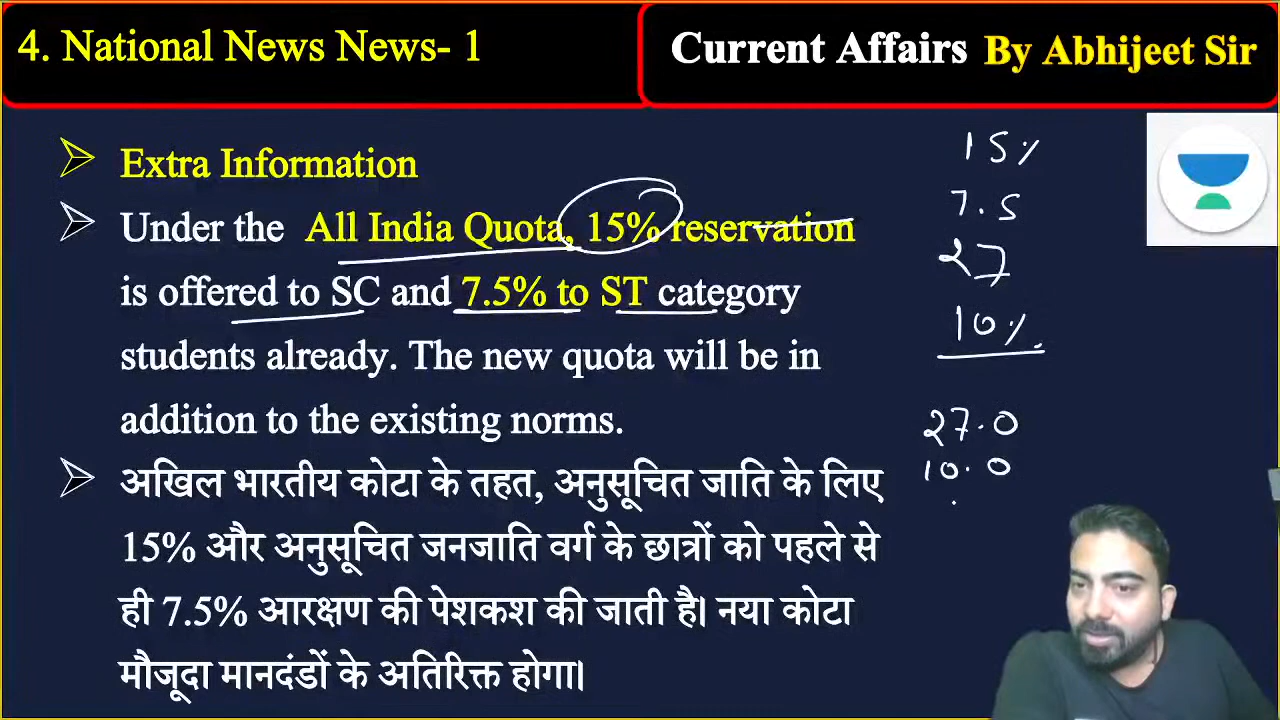 4. National News News- 1
Current Affairs By Abhijeet Sir
Extra Information
Under the All India Quota, 15% reservation
is offered to SC and 7.5% to ST category
students already. The new quota will be in
addition to the existing norms.
अखिल भारतीय कोटा के तहत, अनुसूचित जाति के लिए
15% और अनुसूचित जनजाति वर्ग के छात्रों को पहले से
ही 7.5% आरक्षण की पेशकश की जाती है। नया कोटा
मौजूदा मानदंडों के अतिरिक्त होगा।
15%
7.5
27
10%.
27.0
10.0